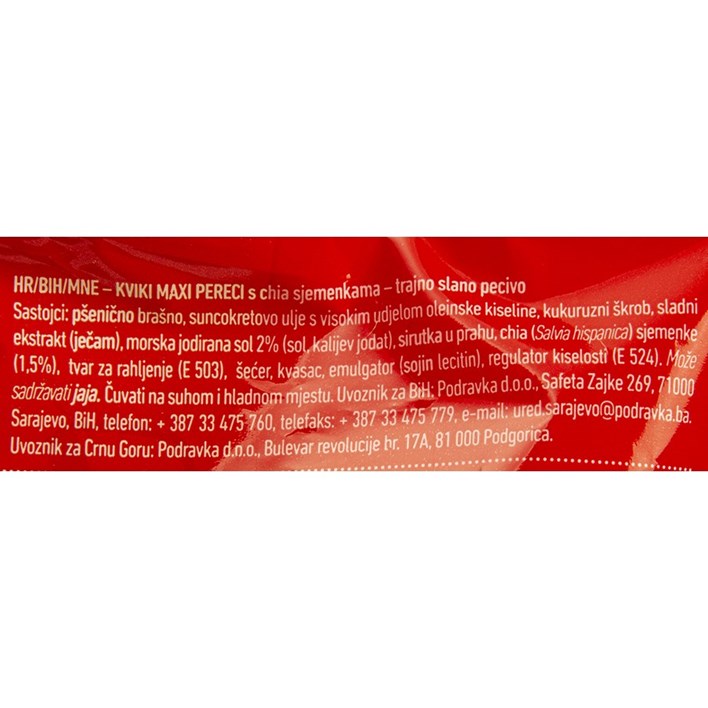 HR/BIH/MNE – KVIKI MAXI PERECI s chia sjemenkama – trajno slano pecivo
Sastojci: pšenično brašno, suncokretovo ulje s visokim udjelom oleinske kiseline, kukuruzni škrob, sladni
ekstrakt (ječam), morska jodirana sol 2% (sol, kalijev jodat), sirutka u prahu, chia (Salvia hispanica) sjemenke
(1,5%), tvar za rahljenje (E 503), šećer, kvasac, emulgator (sojin lecitin), regulator kiselosti (E 524). Može
sadržavati jaja. Čuvati na suhom i hladnom mjestu. Uvoznik za BiH: Podravka d.o.o., Safeta Zajke 269, 71000
Sarajevo, BiH, telefon: + 387 33 475 760, telefaks: + 387 33 475 779, e-mail: ured.sarajevo@podravka.ba.
Uvoznik za Crnu Goru: Podravka d.o.o., Bulevar revolucije hr. 17A, 81 000 Podgorica.